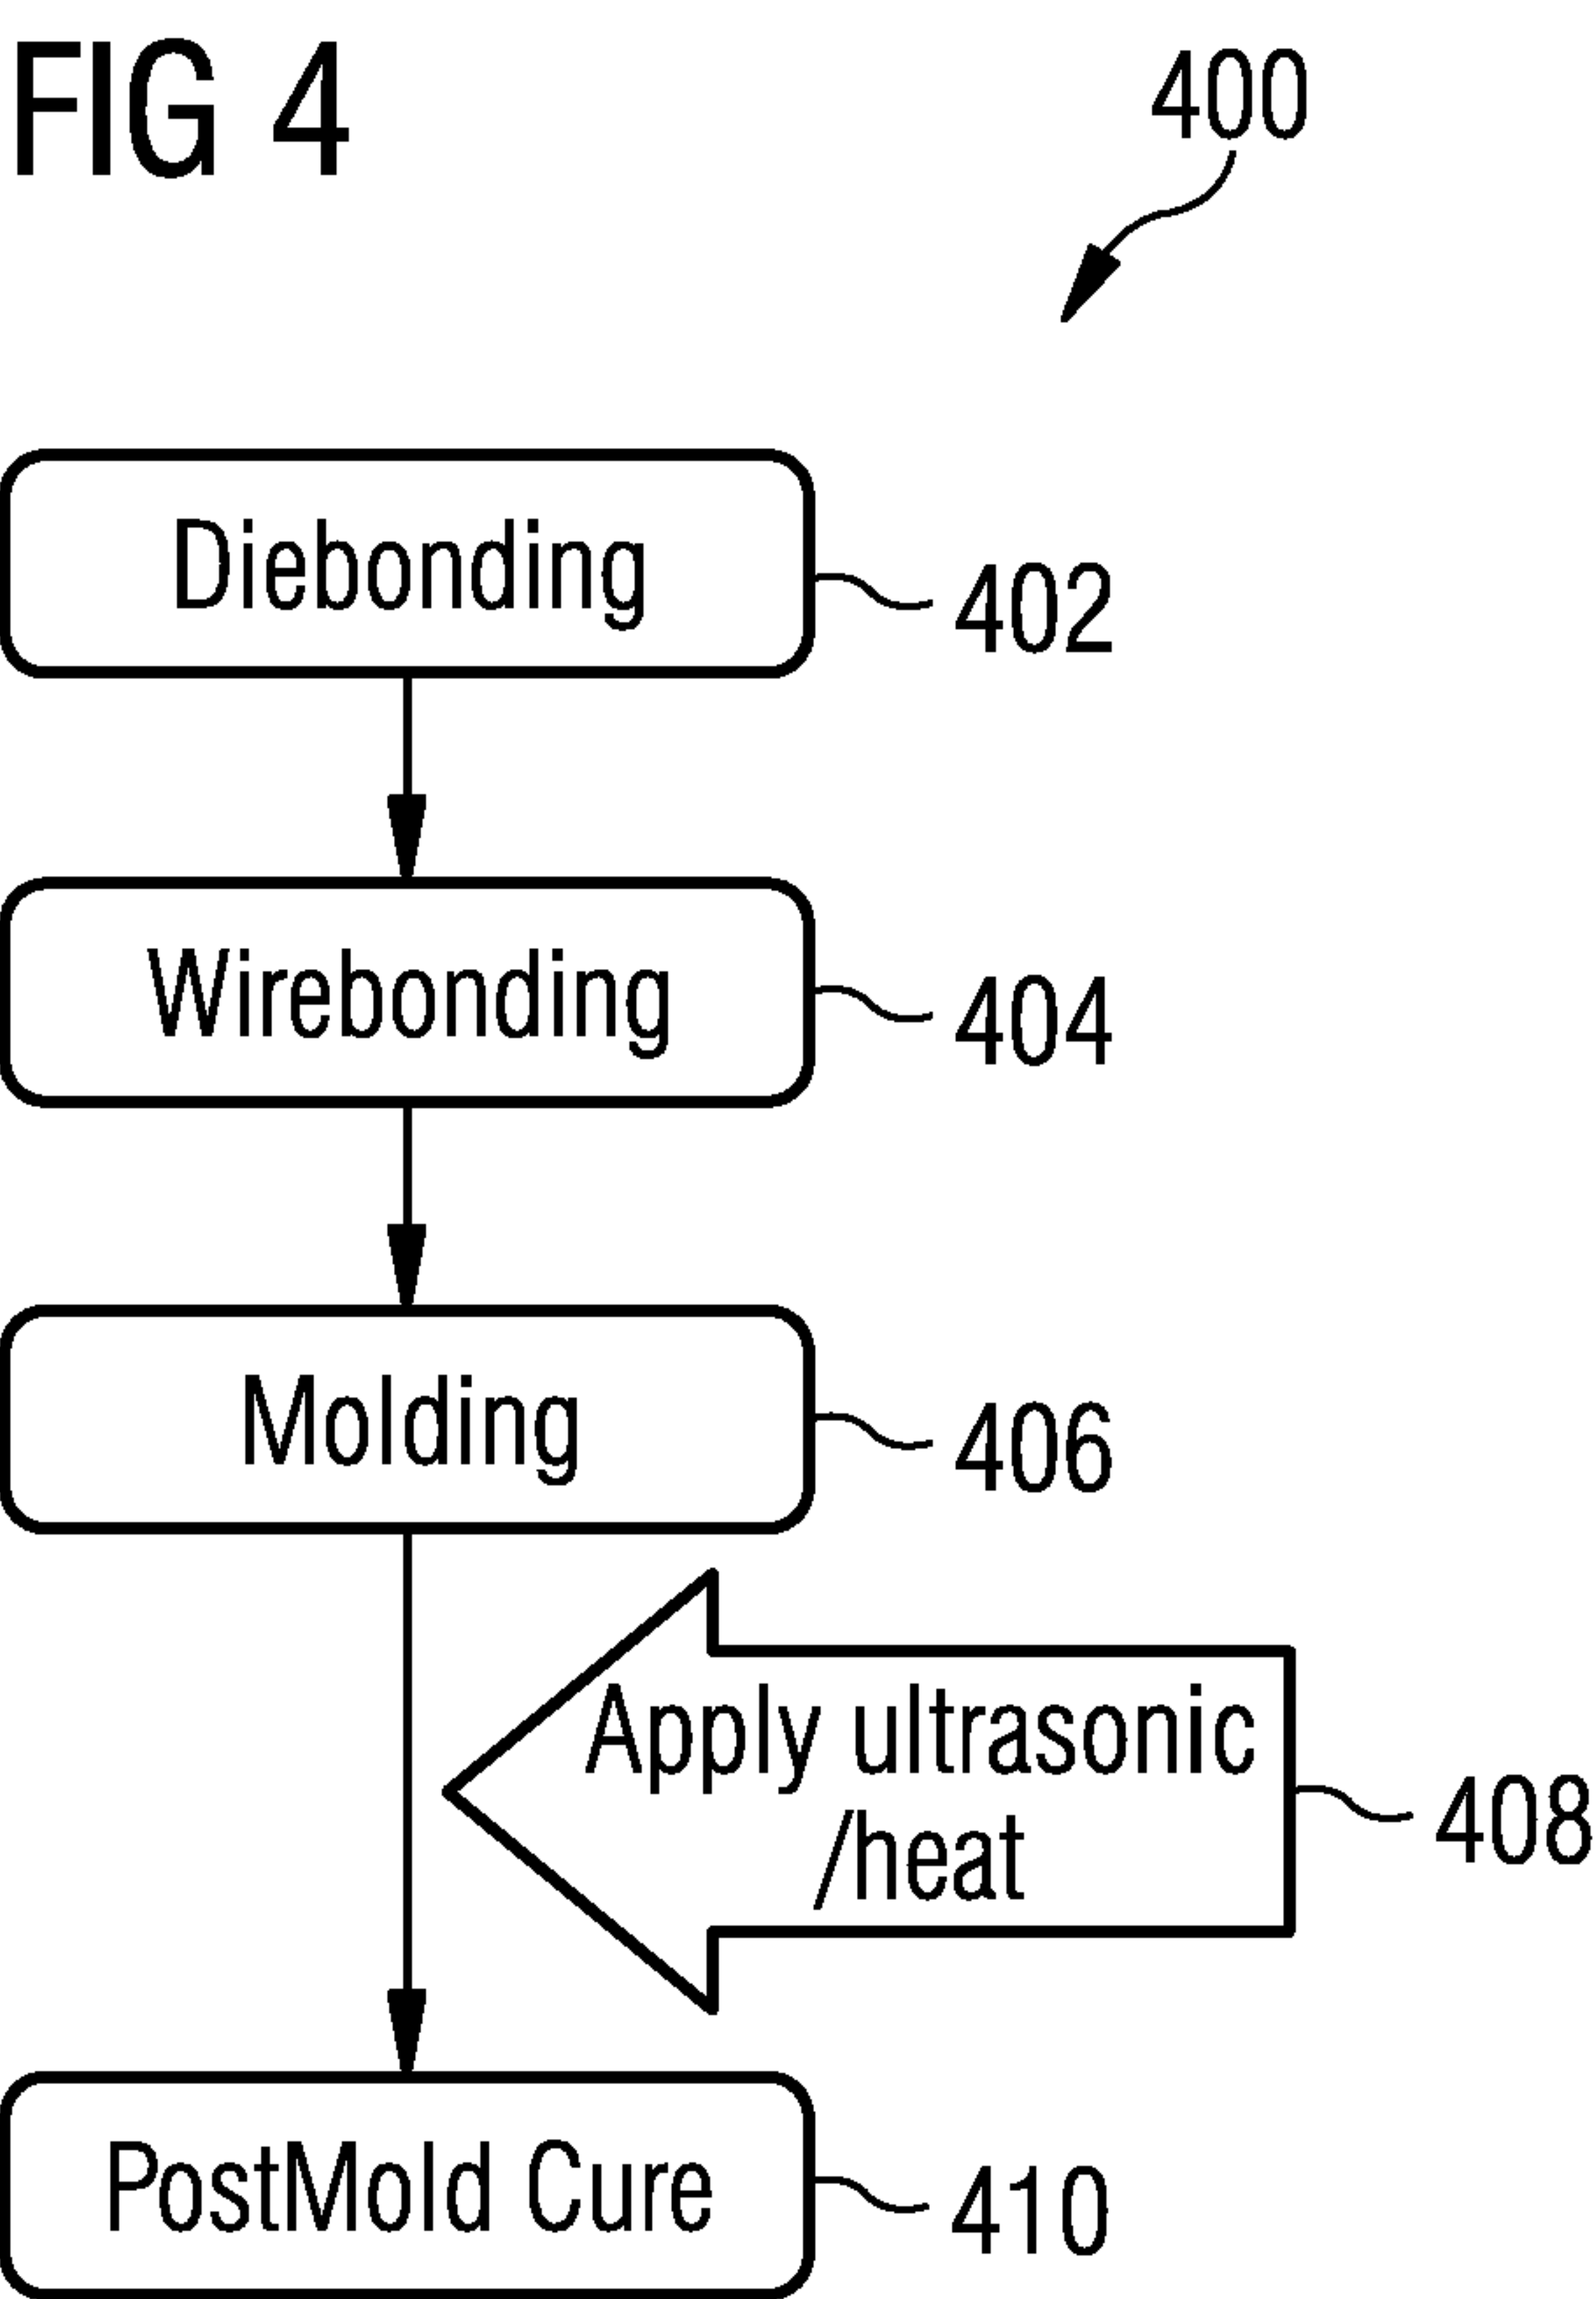 FIG 4
400
Diebonding
402
Wirebonding
404
Molding
406
Apply ultrasonic
/heat
408
PostMold Cure
410